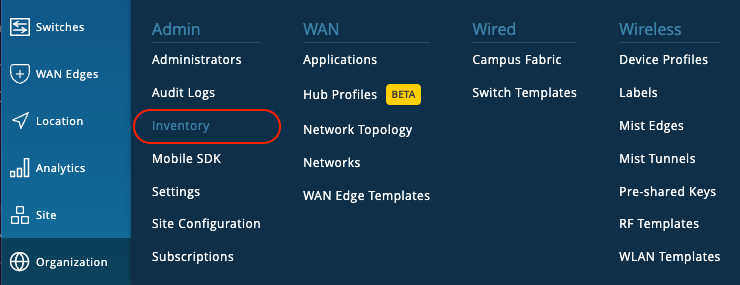 Switches
WAN Edges
Location
Analytics
Site
Organization
Admin
Administrators
Audit Logs
Inventory
Mobile SDK
Settings
Site Configuration
Subscriptions
WAN
Applications
Hub Profiles BETA
Network Topology
Networks
WAN Edge Templates
Wired
Campus Fabric
Switch Templates
Wireless
Device Profiles
Labels
Mist Edges
Mist Tunnels
Pre-shared Keys
RF Templates
WLAN Templates